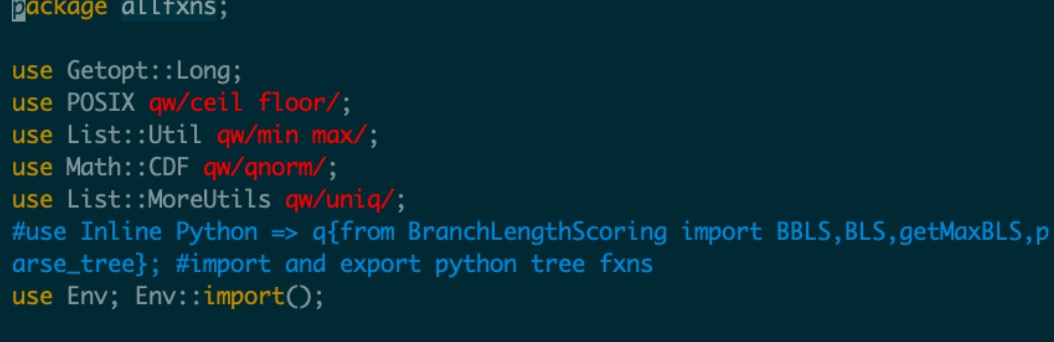 package allfxns;
use Getopt::Long;
use POSIX qw/ceil floor/;
use List::Util qw/min max/;
use Math::CDF qw/qnorm/;
use List::MoreUtils qw/uniq/;
#use Inline Python => q{from BranchLengthScoring import BBLS,BLS,getMaxBLS,p
arse_tree}; #import and export python tree fxns
use Env; Env::import();